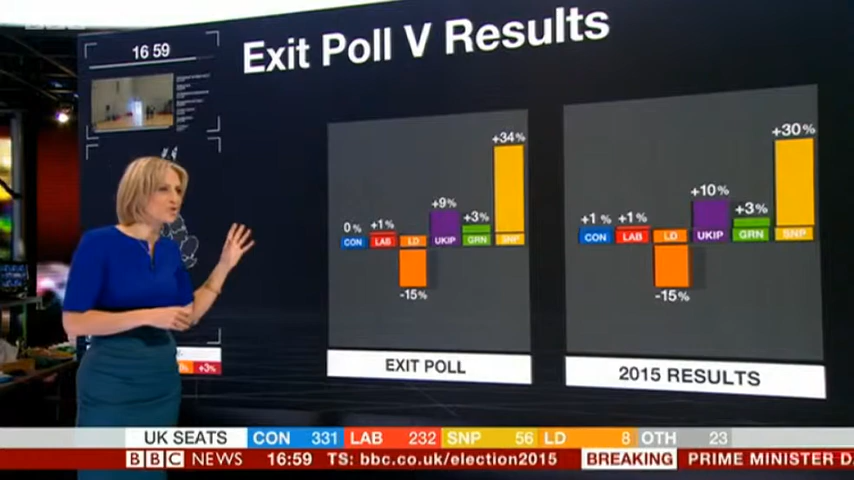 16 59
Exit Poll V Results
+34%
0%
+1%
+9%
+3%
CON
LAB
LD
UKIP
GRN
SNP
-15%
EXIT POLL
+30%
+1%
+1%
+10%
+3%
CON
LAB
LD
UKIP
GRN
SNP
-15%
2015 RESULTS
+3%
UK SEATS CON 331 LAB 232 SNP 56 LD 8 OTH 23
BBC NEWS 16:59 TS: bbc.co.uk/election2015 BREAKING PRIME MINISTER D